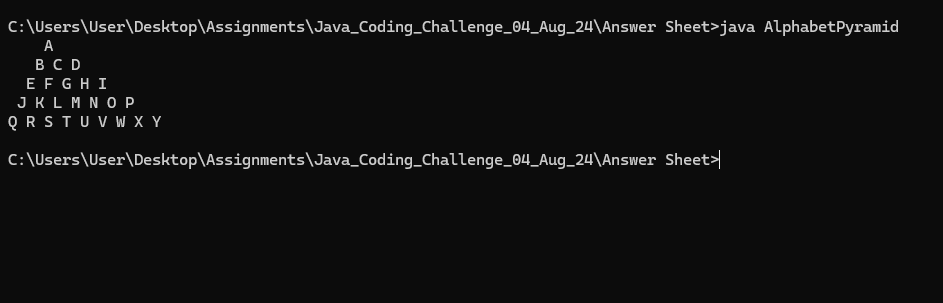 C:\Users\User\Desktop\Assignments\Java_Coding_Challenge_04_Aug_24\Answer Sheet>java AlphabetPyramid
    A
   B C D
  E F G H I
 J K L M N O P
Q R S T U V W X Y
C:\Users\User\Desktop\Assignments\Java_Coding_Challenge_04_Aug_24\Answer Sheet>